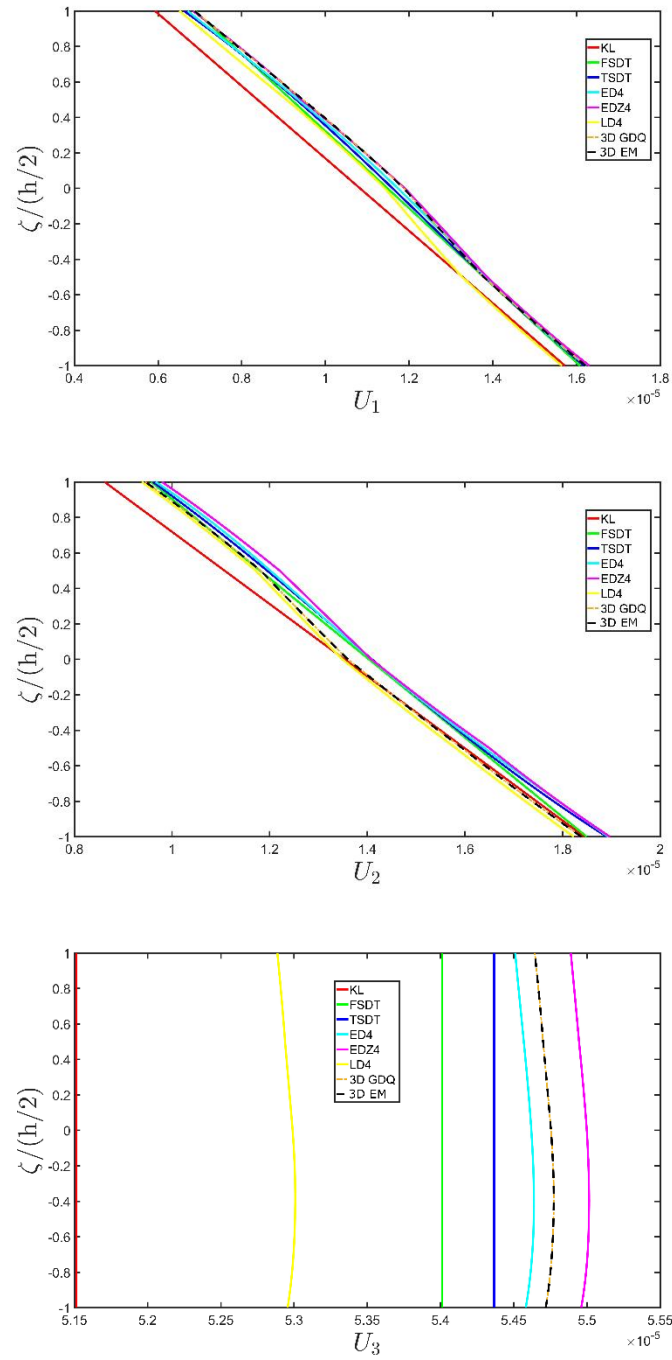 1
0.8
0.6
0.4
0.2
0
-0.2
-0.4
-0.6
-0.8
-1
ζ/(h/2)
KL
FSDT
TSDT
ED4
EDZ4
LD4
3D GDQ
3D EM
0.4 0.6 0.8 1 1.2 1.4 1.6 1.8
×10⁻⁵
U₁
1
0.8
0.6
0.4
0.2
0
-0.2
-0.4
-0.6
-0.8
-1
ζ/(h/2)
KL
FSDT
TSDT
ED4
EDZ4
LD4
3D GDQ
3D EM
0.8 1 1.2 1.4 1.6 1.8 2
×10⁻⁵
U₂
1
0.8
0.6
0.4
0.2
0
-0.2
-0.4
-0.6
-0.8
-1
ζ/(h/2)
KL
FSDT
TSDT
ED4
EDZ4
LD4
3D GDQ
3D EM
5.15 5.2 5.25 5.3 5.35 5.4 5.45 5.5 5.55
×10⁻⁵
U₃